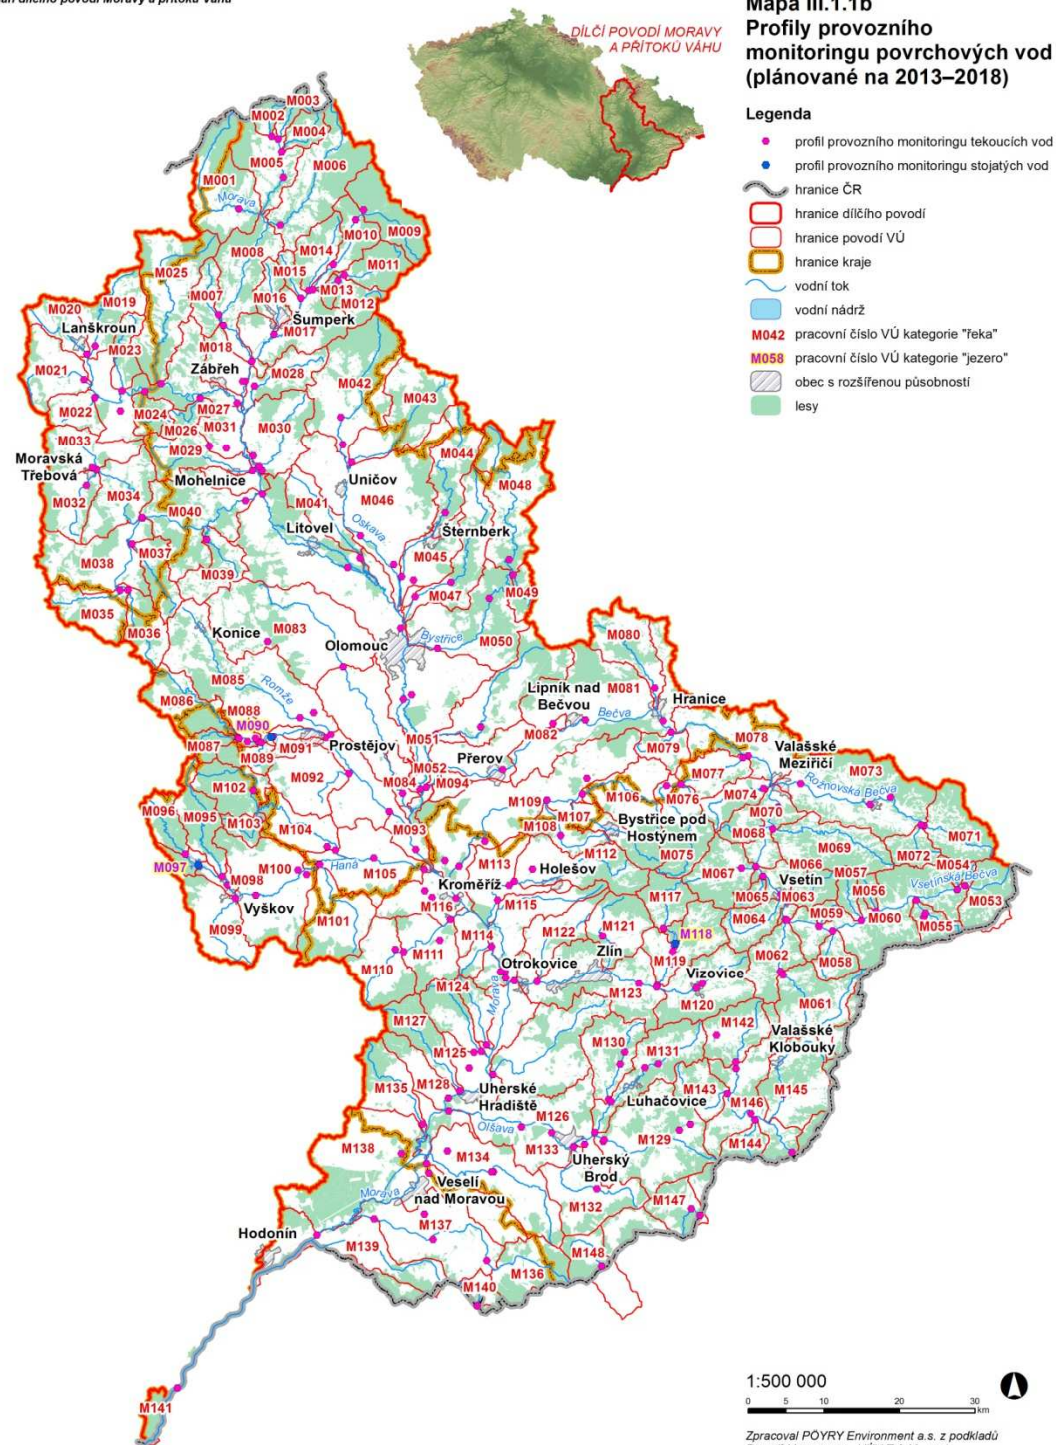 plán dílčího povodí Moravy a přítoků Váhu
DÍLČÍ POVODÍ MORAVY
A PŘÍTOKŮ VÁHU
Mapa III.1.1b
Profily provozního
monitoringu povrchových vod
(plánované na 2013–2018)
Legenda
profil provozního monitoringu tekoucích vod
profil provozního monitoringu stojatých vod
hranice ČR
hranice dílčího povodí
hranice povodí VÚ
hranice kraje
vodní tok
vodní nádrž
M042 pracovní číslo VÚ kategorie "řeka"
M058 pracovní číslo VÚ kategorie "jezero"
obec s rozšířenou působností
lesy
M003
M002
M004
M005
M006
M001
Morava
M010
M009
M008
M014
M015
M011
M025
M013
M012
M007
M016
M019
M020
Šumperk
Lanškroun
M017
M023
M018
M021
Zábřeh
M028
M042
M043
M022
M024
M027
M026
M031
M030
M033
M029
M044
Moravská
Třebová
Mohelnice
Uničov
M048
M032
M034
M041
M046
M040
Litovel
Oskava
Šternberk
M037
M045
M038
M039
M047
M049
M035
M036
Konice
M083
Olomouc
Bystřice
M050
M080
M085
Romže
Lipník nad
Bečvou
M081
Hranice
M086
M088
M090
Bečva
M087
M091
Prostějov
M051
M082
M079
M078
M089
Přerov
Valašské
Meziříčí
M092
M052
M077
M073
M084
M094
M102
M109
M106
M076
M074
Rožnovská Bečva
M096
M095
M103
M104
M093
M108
M107
Bystřice pod
Hostýnem
M070
M068
M071
M069
M097
M100
Haná
M105
M113
M112
M075
M072
M098
Kroměříž
Holešov
M067
M066
Vsetín
M057
M054
Vsetínská Bečva
Vyškov
M101
M116
M115
M117
M065
M063
M056
M053
M099
M064
M059
M060
M055
M114
M122
M121
M118
M110
M111
Zlín
M119
M058
Otrokovice
M062
M124
Morava
M123
Vizovice
M120
M061
M127
M142
Valašské
Klobouky
M125
M130
M131
M135
M128
Uherské
Hradiště
M143
M145
Luhačovice
M146
M126
Olšava
M129
M144
M138
M134
M133
Uherský
Brod
Morava
Veselí
nad Moravou
M132
M147
Hodonín
M137
M139
M148
M136
M140
M141
1:500 000
0 5 10 20 30
km
Zpracoval PÖYRY Environment a.s. z podkladů